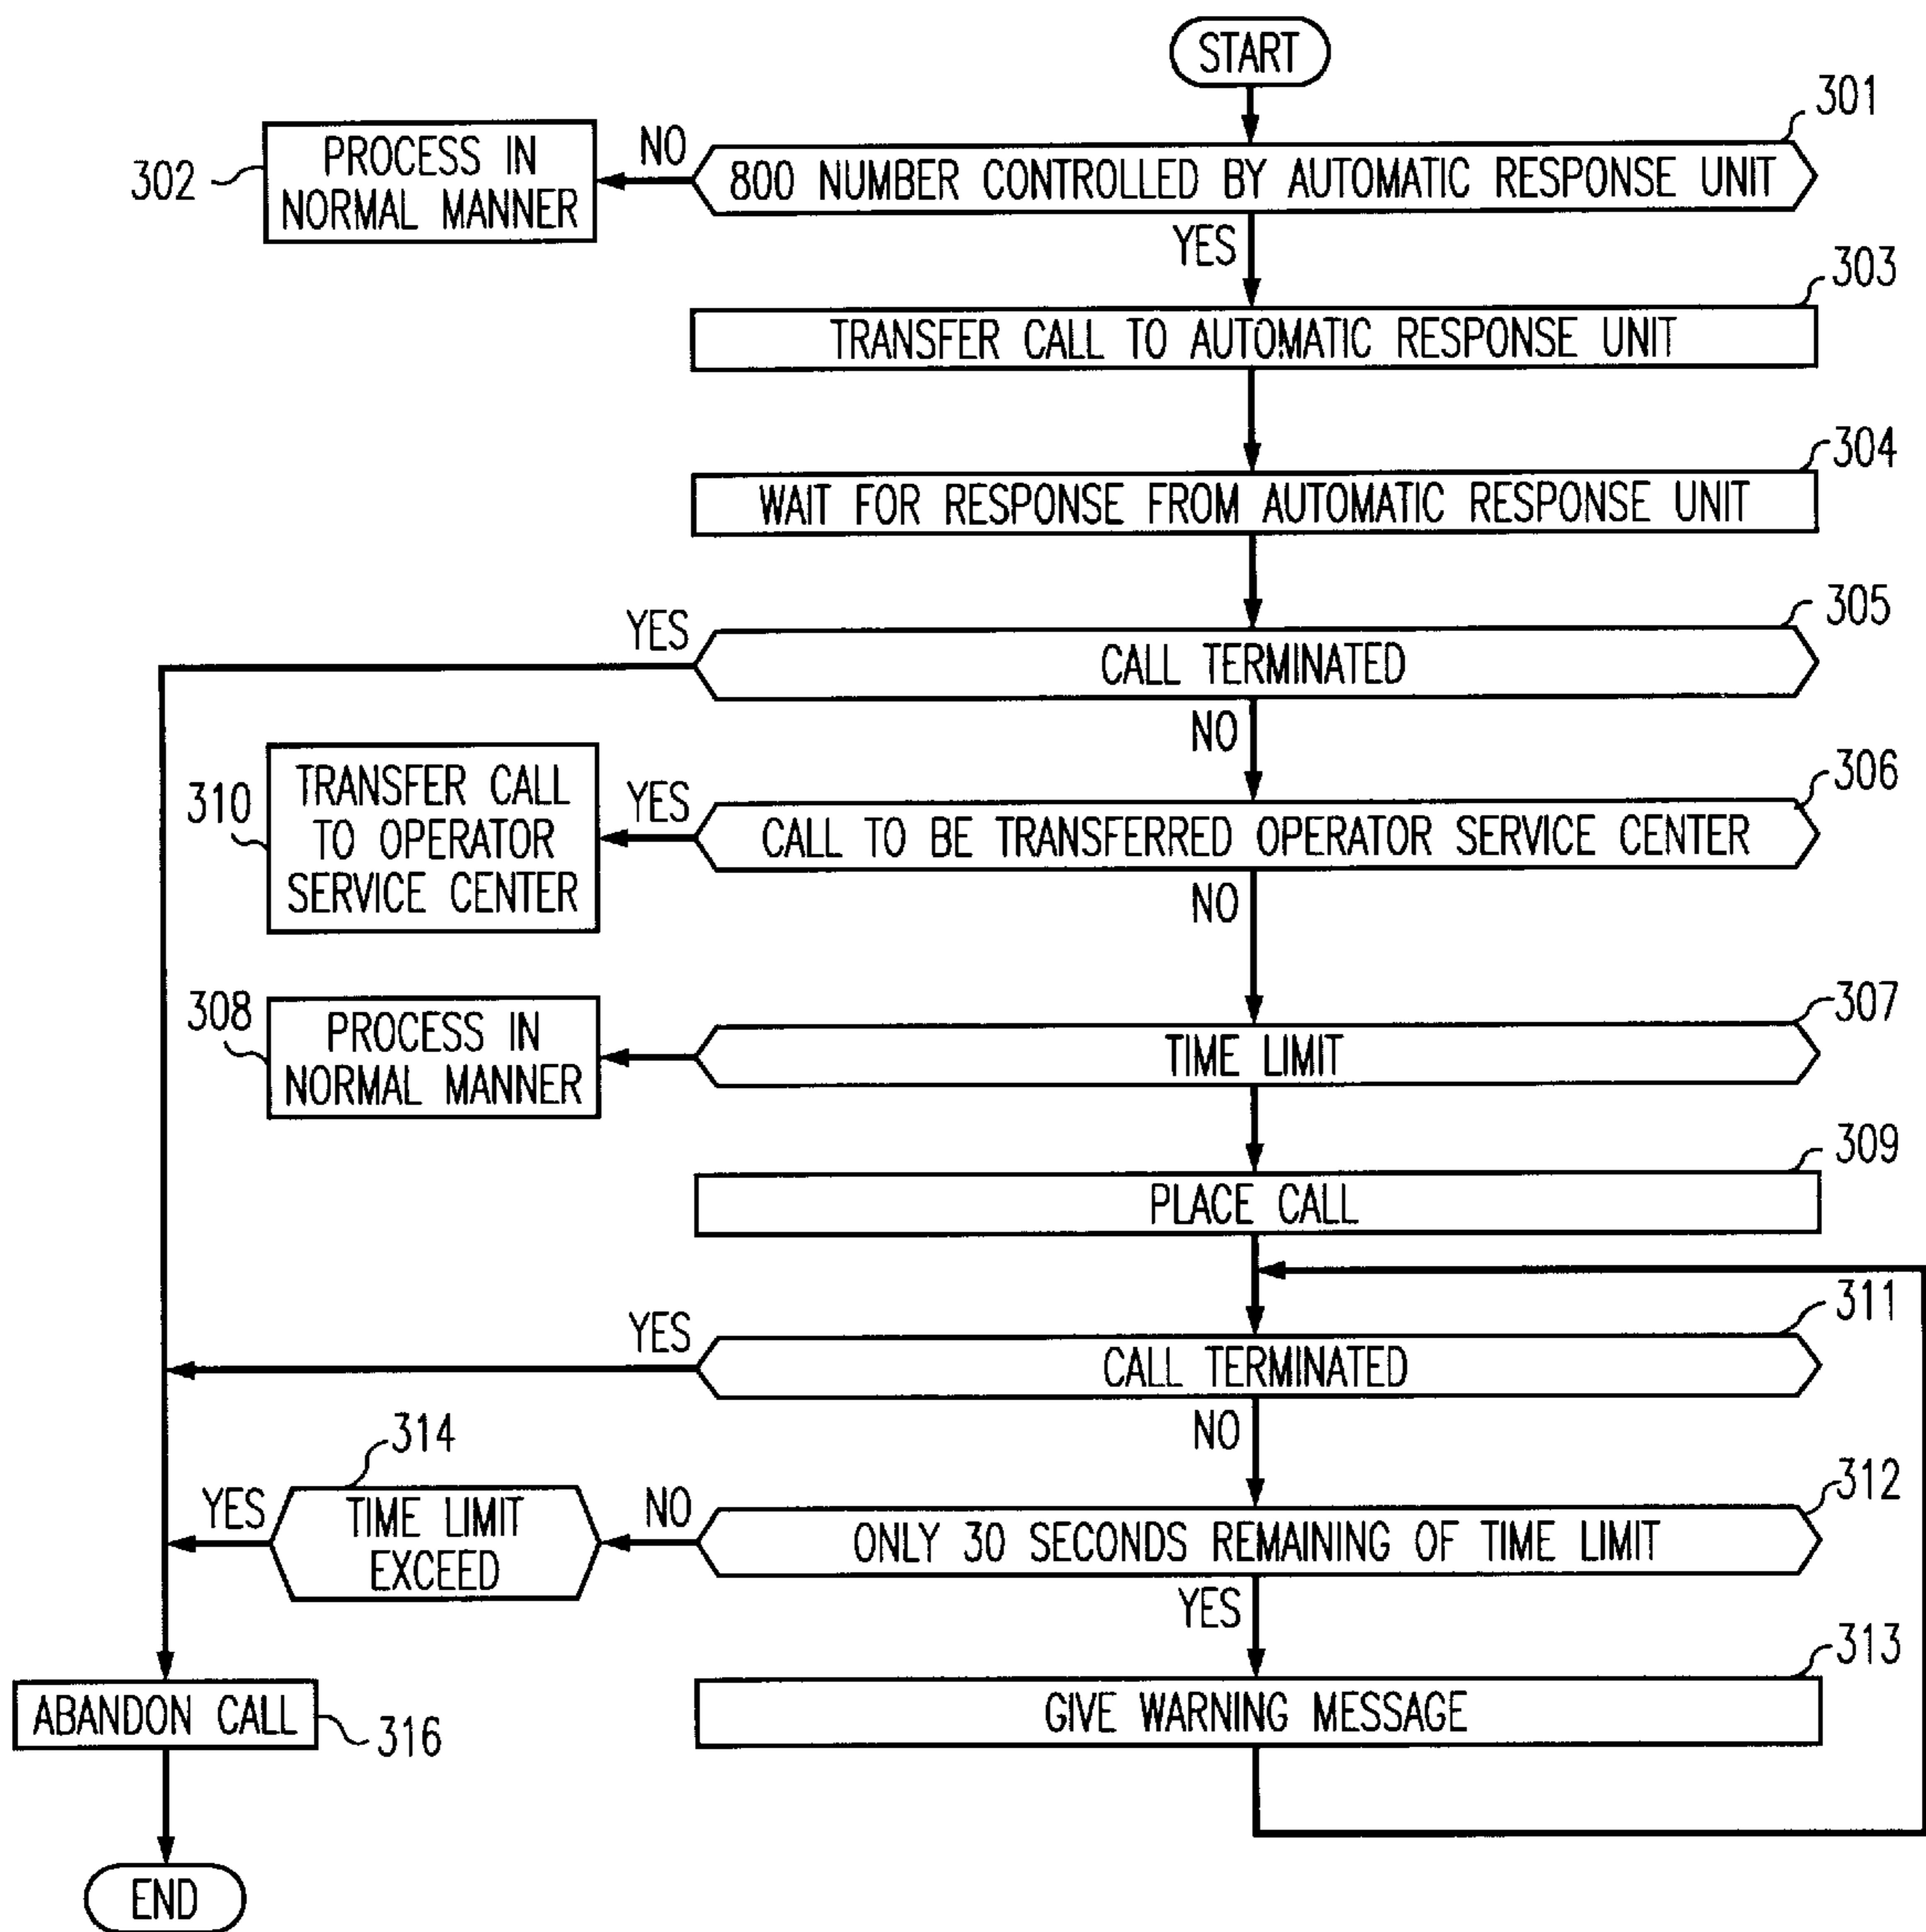 START
301
800 NUMBER CONTROLLED BY AUTOMATIC RESPONSE UNIT
NO
PROCESS IN
NORMAL MANNER
302
YES
303
TRANSFER CALL TO AUTOMATIC RESPONSE UNIT
304
WAIT FOR RESPONSE FROM AUTOMATIC RESPONSE UNIT
305
YES
CALL TERMINATED
NO
306
CALL TO BE TRANSFERRED OPERATOR SERVICE CENTER
YES
TRANSFER CALL
TO OPERATOR
SERVICE CENTER
310
NO
307
TIME LIMIT
PROCESS IN
NORMAL MANNER
308
309
PLACE CALL
311
YES
CALL TERMINATED
NO
312
ONLY 30 SECONDS REMAINING OF TIME LIMIT
NO
314
TIME LIMIT
EXCEED
YES
YES
313
GIVE WARNING MESSAGE
ABANDON CALL
316
END